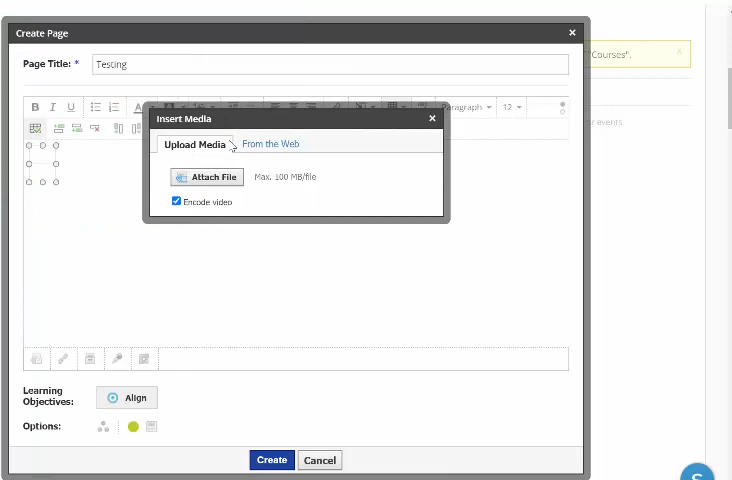 Create Page
×
Page Title: *
Testing
"Courses".
x
B I U A
Paragraph
12
Insert Media
×
Upload Media
From the Web
Attach File
Max. 100 MB/file
Encode video
or events
Learning
Objectives:
Align
Options:
Create
Cancel
S